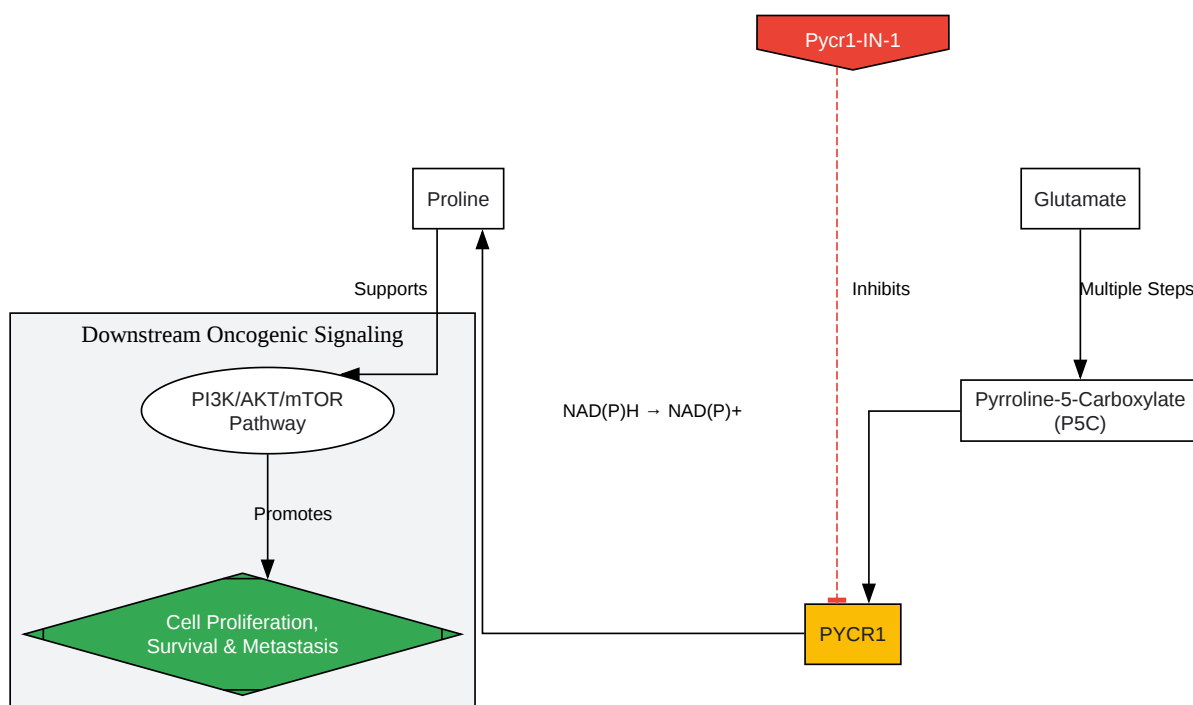 Pycr1-IN-1
Proline
Glutamate
Supports
Inhibits
Multiple Steps
Downstream Oncogenic Signaling
PI3K/AKT/mTOR
Pathway
NAD(P)H → NAD(P)+
Pyrroline-5-Carboxylate
(P5C)
Promotes
Cell Proliferation,
Survival & Metastasis
PYCR1